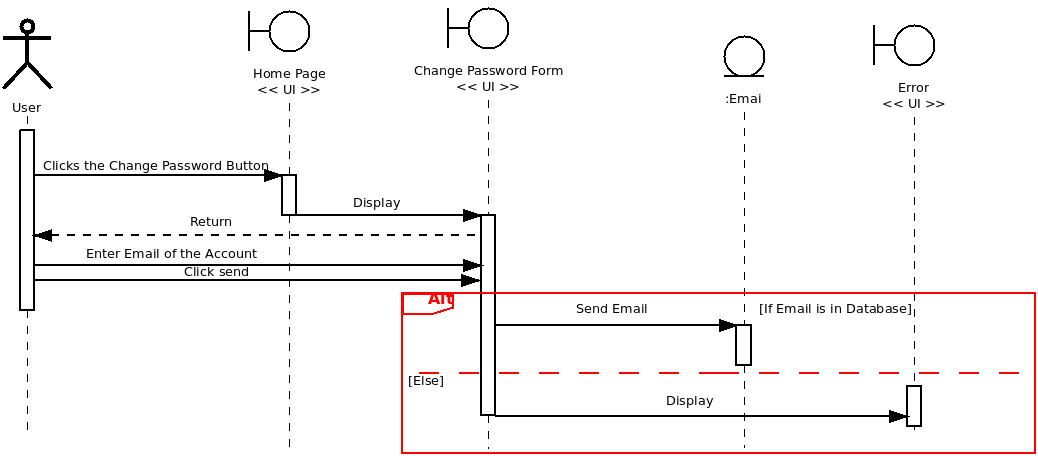 Home Page
<< UI >>
Change Password Form
<< UI >>
:Emai
Error
<< UI >>
User
Clicks the Change Password Button
Display
Return
Enter Email of the Account
Click send
Alt
Send Email
[If Email is in Database]
[Else]
Display